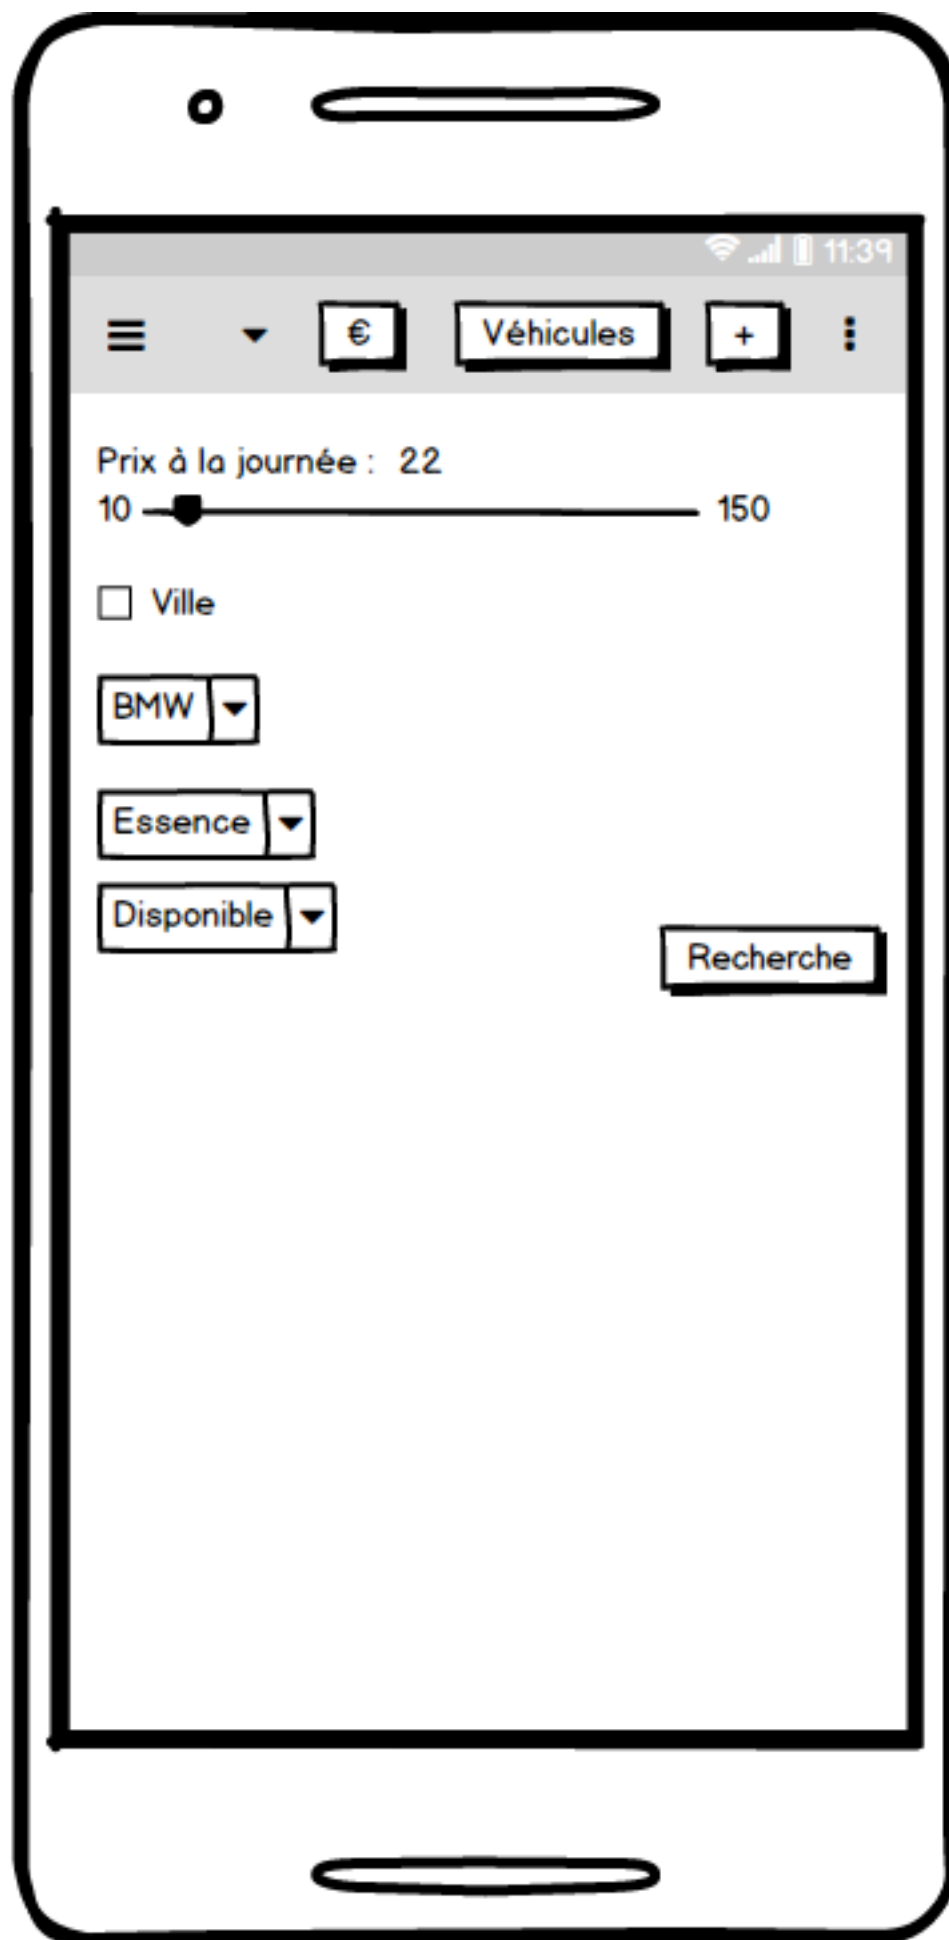 11:39
€ Véhicules +
Prix à la journée : 22
10 150
Ville
BMW
Essence
Disponible
Recherche